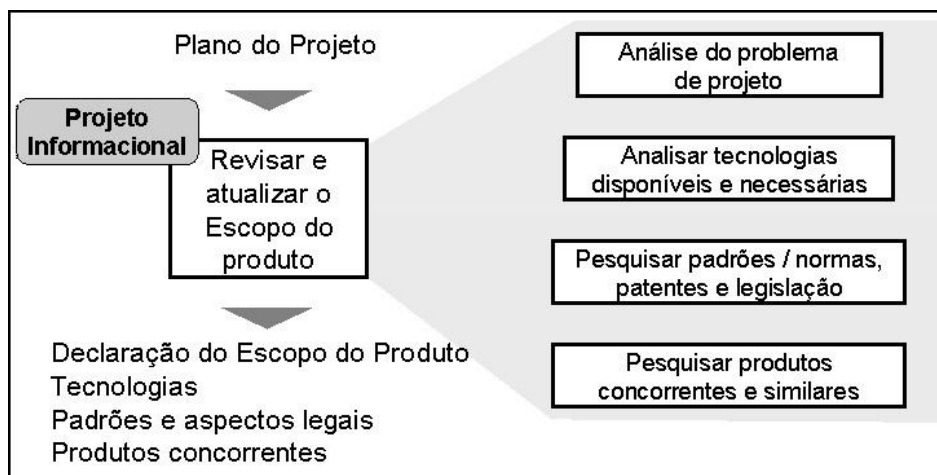 Plano do Projeto
Projeto
Informacional
Revisar e
atualizar o
Escopo do
produto
Declaração do Escopo do Produto
Tecnologias
Padrões e aspectos legais
Produtos concorrentes
Análise do problema
de projeto
Analisar tecnologias
disponíveis e necessárias
Pesquisar padrões / normas,
patentes e legislação
Pesquisar produtos
concorrentes e similares